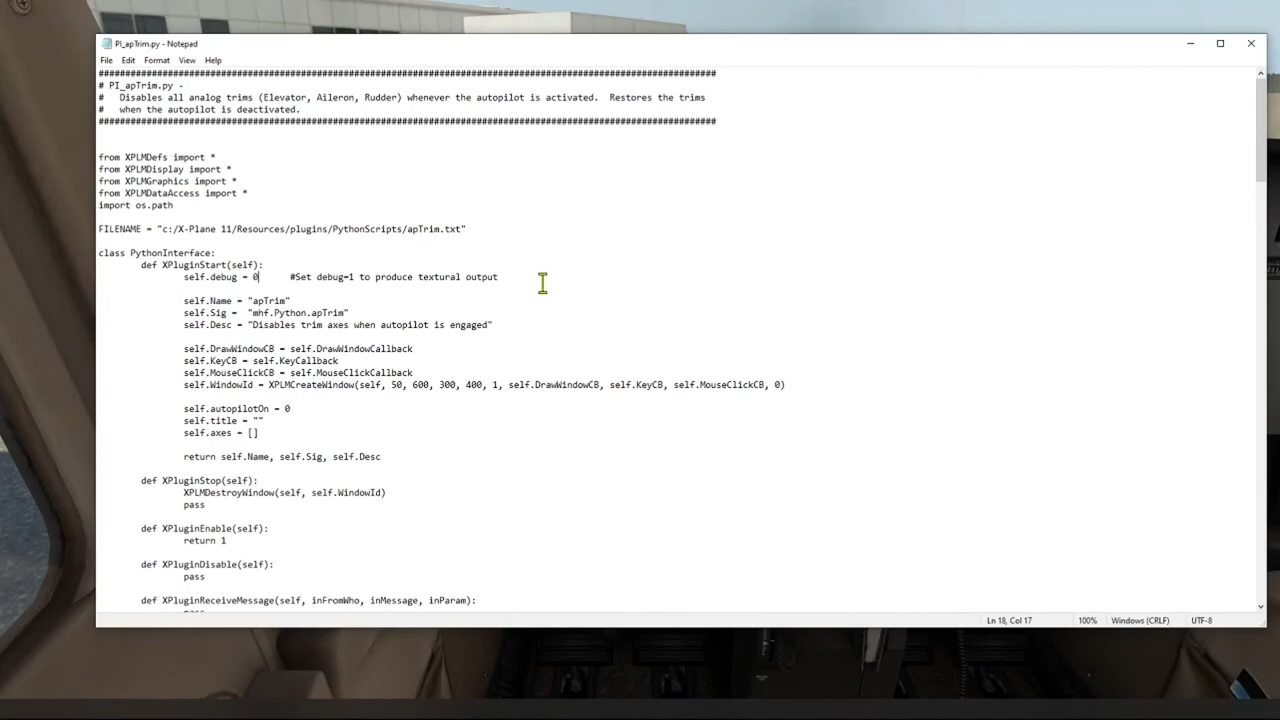 PI_apTrim.py - Notepad
File Edit Format View Help
####################################################################################################################
# PI_apTrim.py -
# Disables all analog trims (Elevator, Aileron, Rudder) whenever the autopilot is activated. Restores the trims
# when the autopilot is deactivated.
####################################################################################################################
from XPLMDefs import *
from XPLMDisplay import *
from XPLMGraphics import *
from XPLMDataAccess import *
import os.path
FILENAME = "c:/X-Plane 11/Resources/plugins/PythonScripts/apTrim.txt"
class PythonInterface:
def XPluginStart(self):
self.debug = 0 #Set debug=1 to produce textural output
self.Name = "apTrim"
self.Sig = "mhf.Python.apTrim"
self.Desc = "Disables trim axes when autopilot is engaged"
self.DrawWindowCB = self.DrawWindowCallback
self.KeyCB = self.KeyCallback
self.MouseClickCB = self.MouseClickCallback
self.WindowId = XPLMCreateWindow(self, 50, 600, 300, 400, 1, self.DrawWindowCB, self.KeyCB, self.MouseClickCB, 0)
self.autopilotOn = 0
self.title = ""
self.axes = []
return self.Name, self.Sig, self.Desc
def XPluginStop(self):
XPLMDestroyWindow(self, self.WindowId)
pass
def XPluginEnable(self):
return 1
def XPluginDisable(self):
pass
def XPluginReceiveMessage(self, inFromWho, inMessage, inParam):
Ln 18, Col 17 100% Windows (CRLF) UTF-8